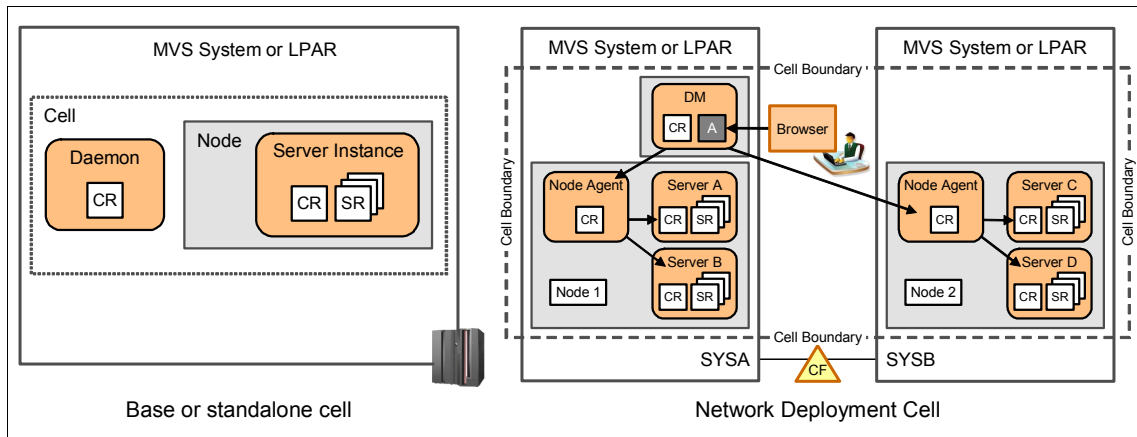 MVS System or LPAR
Cell
Daemon
CR
Node
Server Instance
CR
SR
Base or standalone cell
MVS System or LPAR
MVS System or LPAR
Cell Boundary
Cell Boundary
Cell Boundary
DM
CR
A
Browser
Node Agent
CR
Server A
CR
SR
Server B
CR
SR
Node 1
Node Agent
CR
Server C
CR
SR
Server D
CR
SR
Node 2
Cell Boundary
SYSA
CF
SYSB
Network Deployment Cell